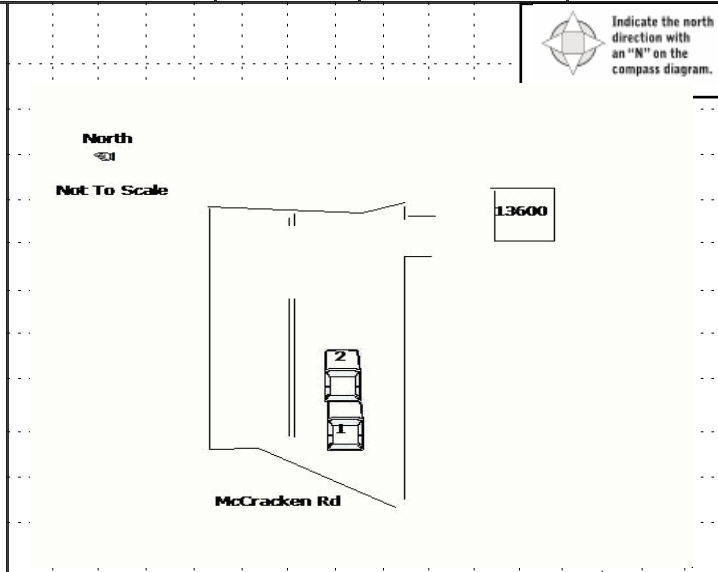 Indicate the north
direction with
an “N” on the
compass diagram.
North
Not To Scale
13600
2
1
McCracken Rd